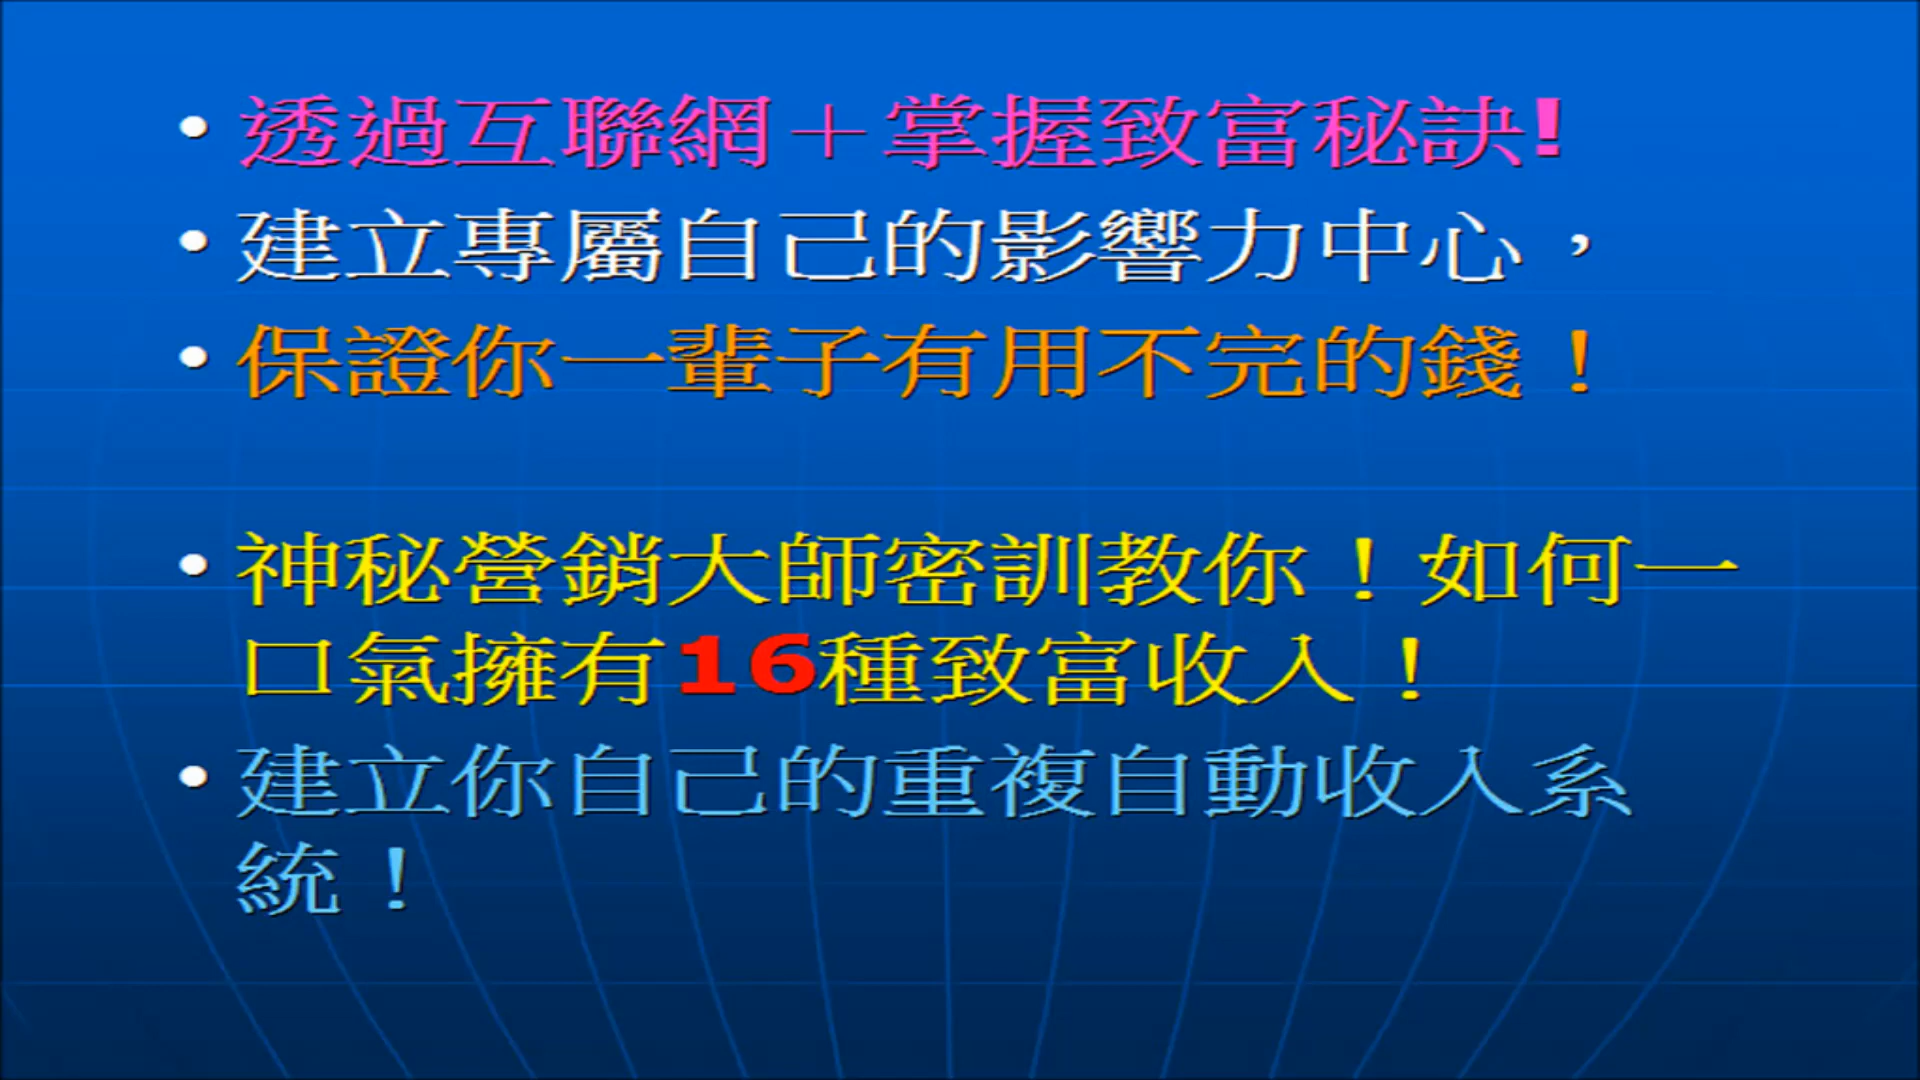 • 透過互聯網＋掌握致富秘訣!
• 建立專屬自己的影響力中心，
• 保證你一輩子有用不完的錢！
• 神秘營銷大師密訓教你！如何一
口氣擁有16種致富收入！
• 建立你自己的重複自動收入系
統！